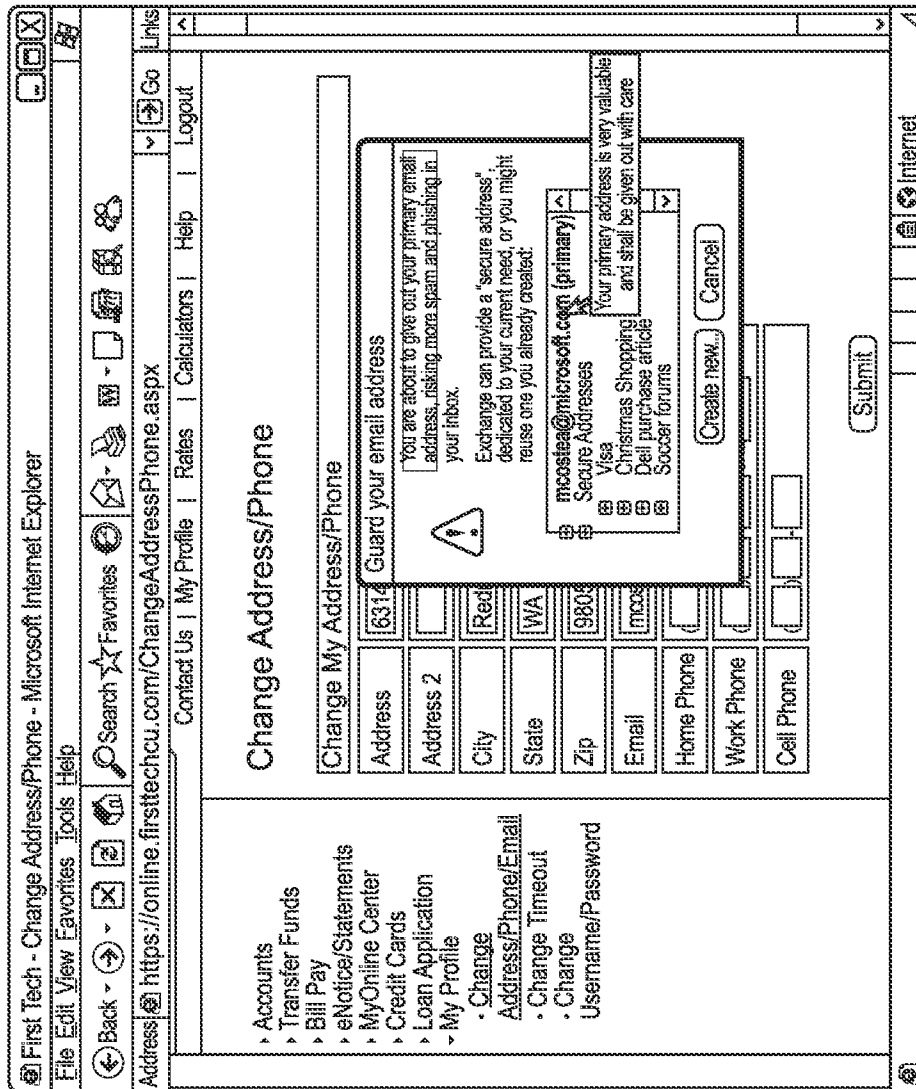 First Tech - Change Address/Phone - Microsoft Internet Explorer
File Edit View Favorites Tools Help
Back Search Favorites
Address https://online.firsttechcu.com/ChangeAddressPhone.aspx Go Links
Contact Us | My Profile | Rates | Calculators | Help | Logout
Accounts
Transfer Funds
Bill Pay
eNotice/Statements
MyOnline Center
Credit Cards
Loan Application
My Profile
· Change
Address/Phone/Email
· Change Timeout
· Change
Username/Password
Change Address/Phone
Change My Address/Phone
Address 6314
Address 2
City Red
State WA
Zip 9805
Email mcos
Home Phone (
Work Phone (
Cell Phone ( ) -
Guard your email address
You are about to give out your primary email
address, risking more spam and phishing in
your inbox.
Exchange can provide a "secure address",
dedicated to your current need, or you might
reuse one you already created:
mcostea@microsoft.com (primary)
Secure Addresses
Visa
Christmas Shopping
Dell purchase article
Soccer forums
Your primary address is very valuable
and shall be given out with care
Create new... Cancel
Submit
Internet